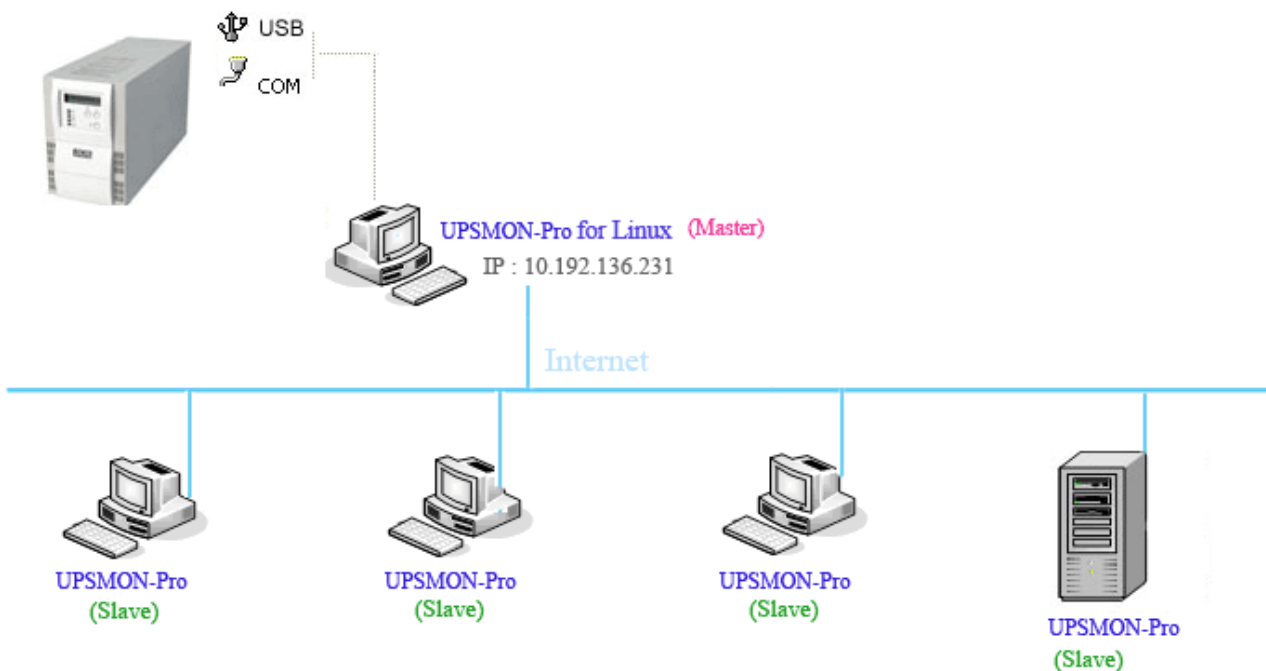 USB
COM
UPSMON-Pro for Linux (Master)
IP : 10.192.136.231
Internet
UPSMON-Pro
(Slave)
UPSMON-Pro
(Slave)
UPSMON-Pro
(Slave)
UPSMON-Pro
(Slave)